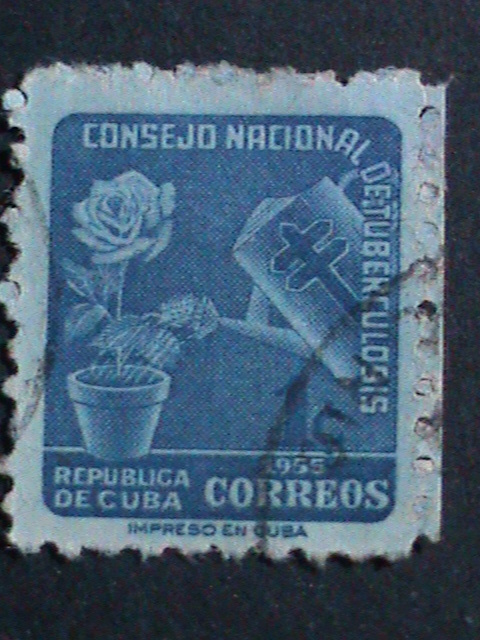 CONSEJO NACIONAL DE TUBERCULOSIS
1955
REPUBLICA
DE CUBA
CORREOS
IMPRESO EN CUBA